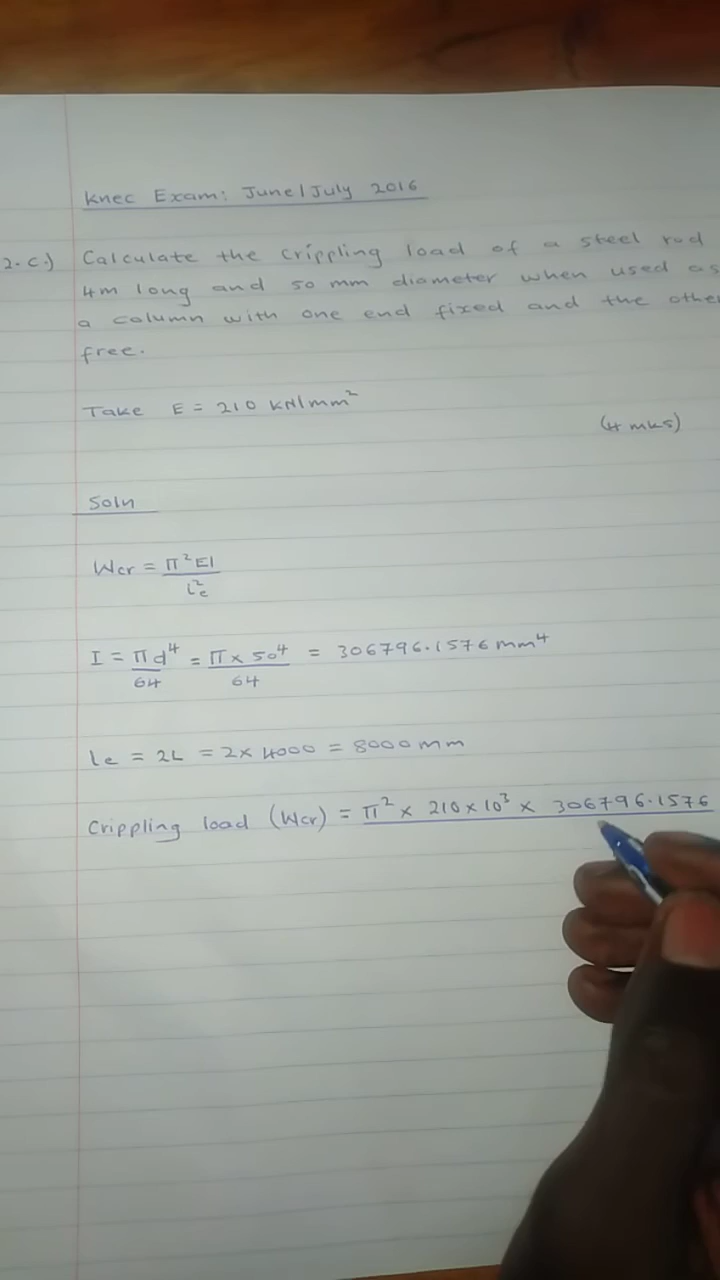 Knec Exam: June/July 2016
2.c.) Calculate the crippling load of a steel rod
4m long and 50 mm diameter when used as
a column with one end fixed and the other
free.
Take E = 210 kN/mm²
(4 mks)
Soln
Wcr = π²EI
le²
I = πd⁴ = π × 50⁴ = 306796.1576 mm⁴
64 64
le = 2L = 2 × 4000 = 8000 mm
Crippling load (Wcr) = π² × 210 × 10³ × 306796.1576